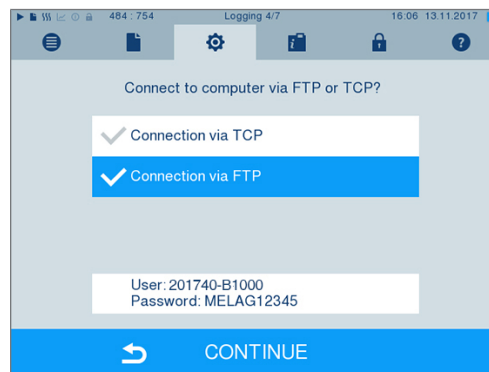 484 : 754 Logging 4/7 16:06 13.11.2017
Connect to computer via FTP or TCP?
Connection via TCP
Connection via FTP
User: 201740-B1000
Password: MELAG12345
CONTINUE